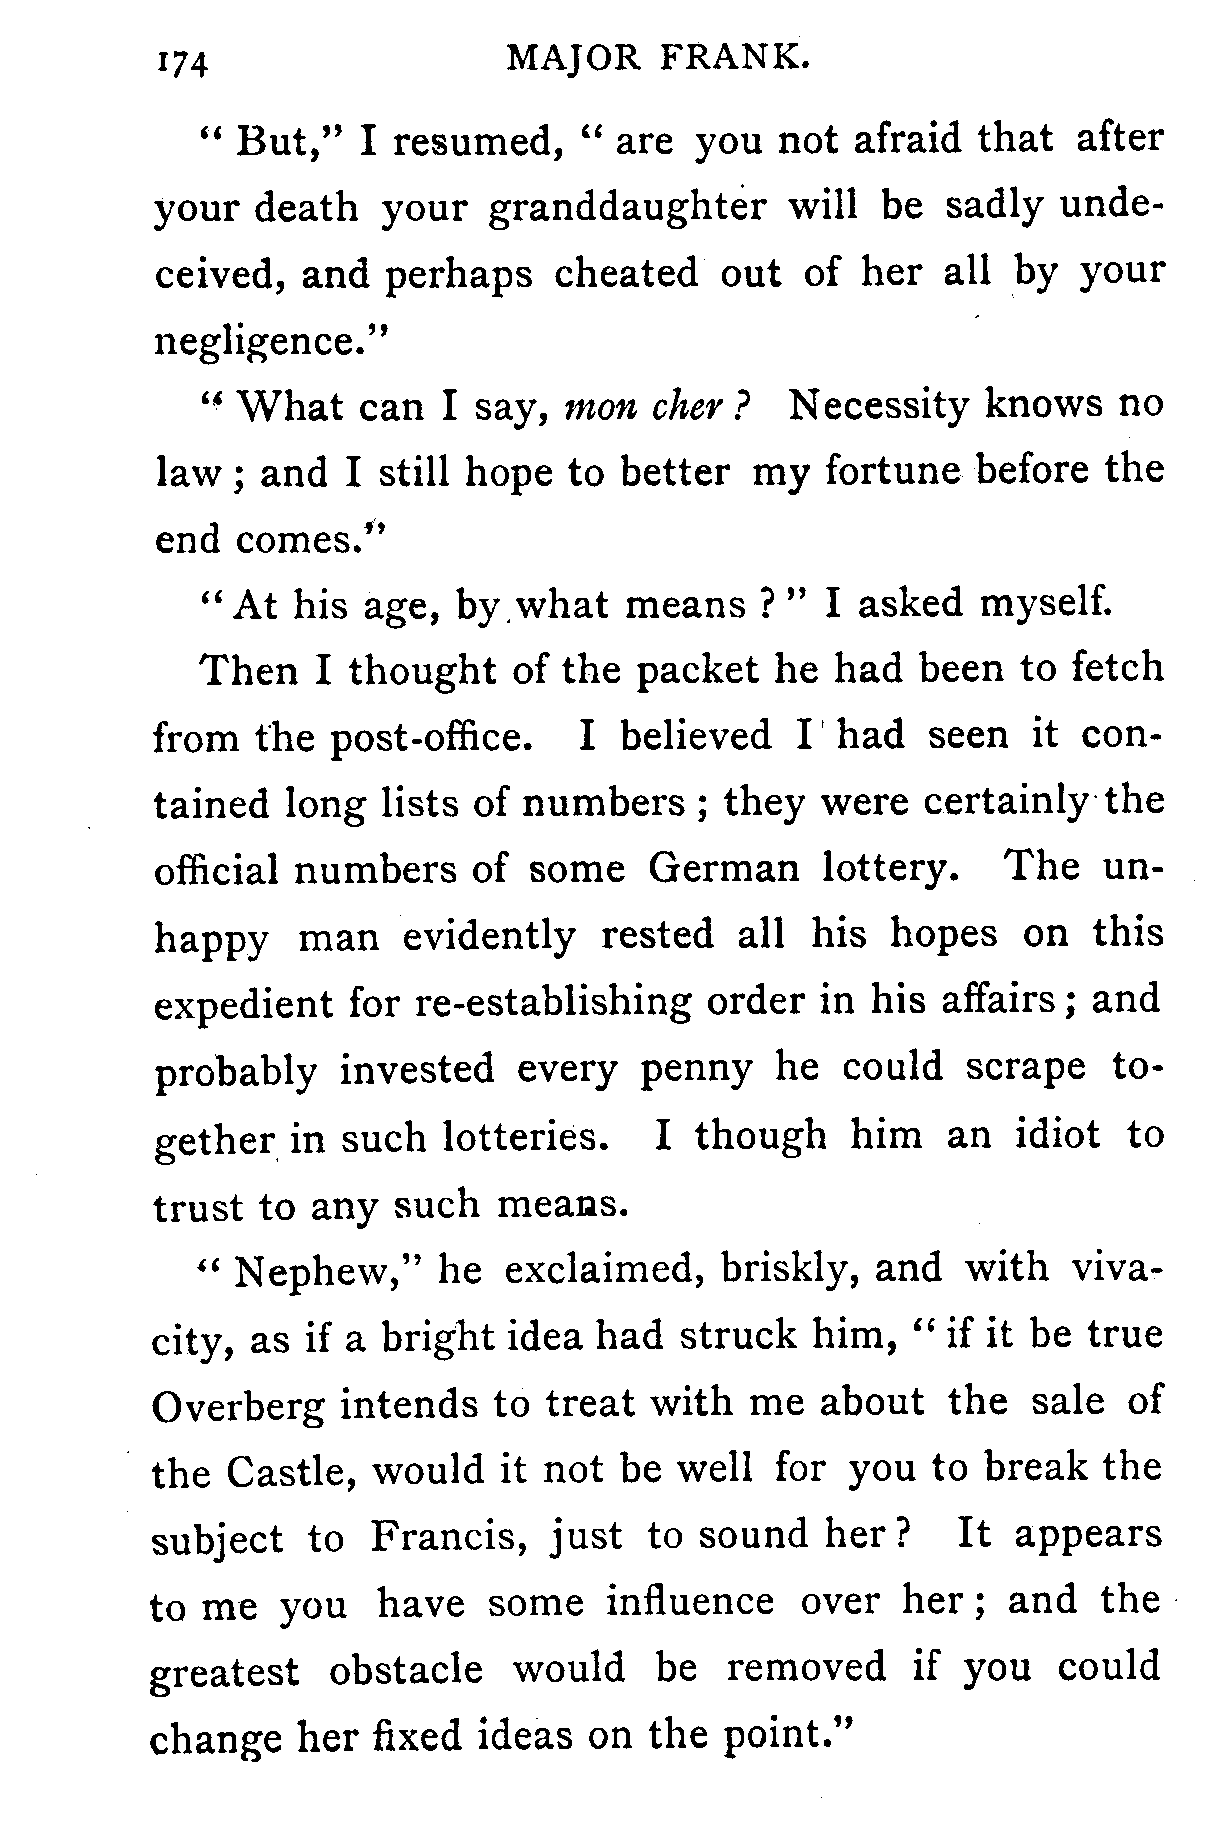 174 MAJOR FRANK.
“ But,” I resumed, “ are you not afraid that after
your death your granddaughter will be sadly unde-
ceived, and perhaps cheated out of her all by your
negligence.”
“ What can I say, mon cher ? Necessity knows no
law ; and I still hope to better my fortune before the
end comes.”
“ At his age, by what means ? ” I asked myself.
Then I thought of the packet he had been to fetch
from the post-office. I believed I had seen it con-
tained long lists of numbers ; they were certainly the
official numbers of some German lottery. The un-
happy man evidently rested all his hopes on this
expedient for re-establishing order in his affairs ; and
probably invested every penny he could scrape to-
gether in such lotteries. I though him an idiot to
trust to any such means.
“ Nephew,” he exclaimed, briskly, and with viva-
city, as if a bright idea had struck him, “ if it be true
Overberg intends to treat with me about the sale of
the Castle, would it not be well for you to break the
subject to Francis, just to sound her ? It appears
to me you have some influence over her ; and the
greatest obstacle would be removed if you could
change her fixed ideas on the point.”